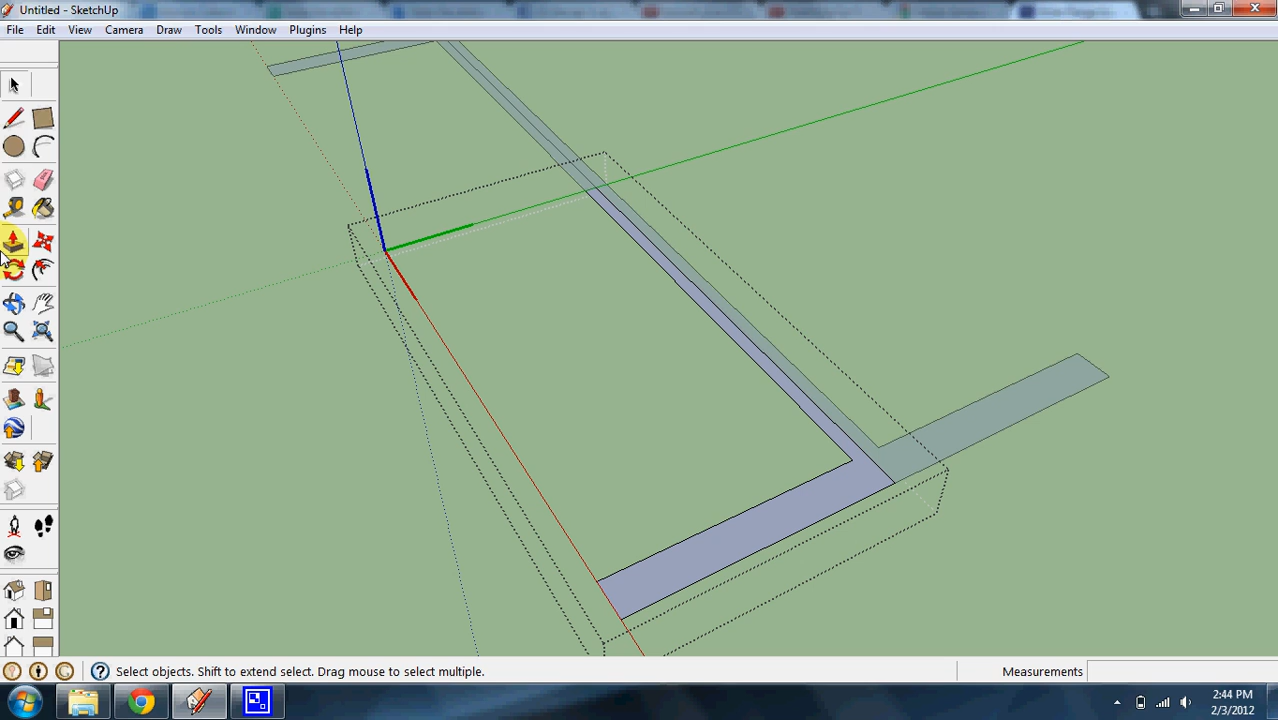 Untitled - SketchUp
File Edit View Camera Draw Tools Window Plugins Help
Select objects. Shift to extend select. Drag mouse to select multiple.
Measurements
2:44 PM
2/3/2012